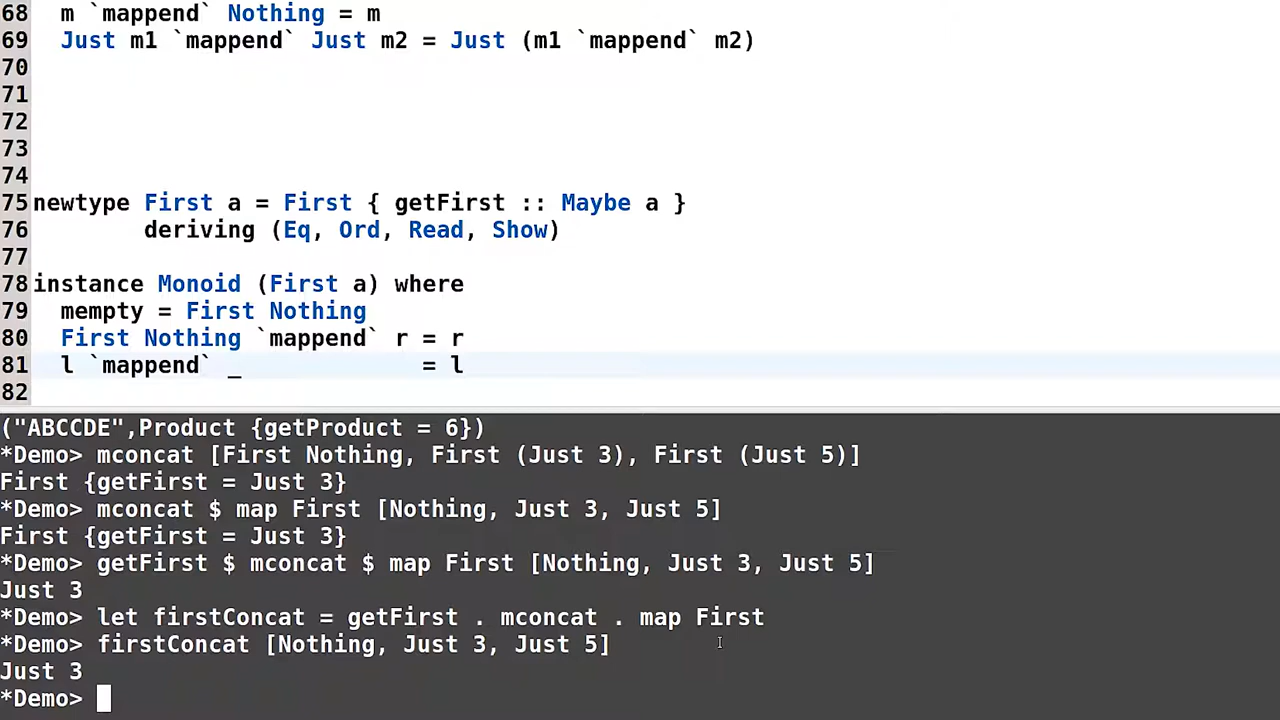 68  m `mappend` Nothing = m
69  Just m1 `mappend` Just m2 = Just (m1 `mappend` m2)
70
71
72
73
74
75 newtype First a = First { getFirst :: Maybe a }
76         deriving (Eq, Ord, Read, Show)
77
78 instance Monoid (First a) where
79   mempty = First Nothing
80   First Nothing `mappend` r = r
81   l `mappend` _             = l
82
("ABCCDE",Product {getProduct = 6})
*Demo> mconcat [First Nothing, First (Just 3), First (Just 5)]
First {getFirst = Just 3}
*Demo> mconcat $ map First [Nothing, Just 3, Just 5]
First {getFirst = Just 3}
*Demo> getFirst $ mconcat $ map First [Nothing, Just 3, Just 5]
Just 3
*Demo> let firstConcat = getFirst . mconcat . map First
*Demo> firstConcat [Nothing, Just 3, Just 5]
Just 3
*Demo>